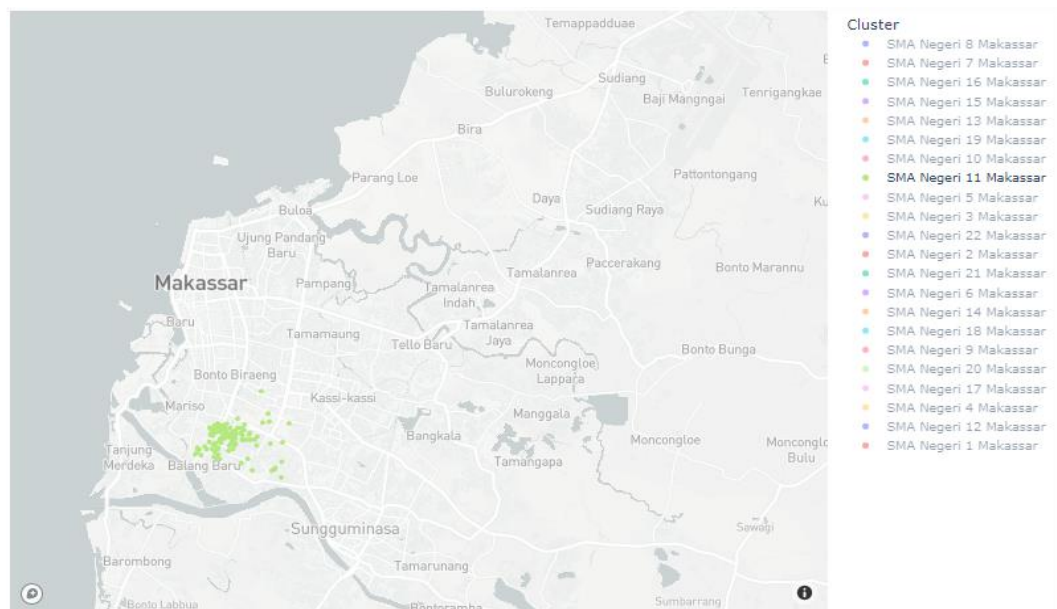 Temappadduae
Sudiang
Bulurokeng
Baji Mangngai
Tenrigangkae
Bira
Parang Loe
Pattontongang
Daya
Buloa
Sudiang Raya
Ujung Pandang
Baru
Paccerakang
Bonto Marannu
Tamalanrea
Makassar
Pampang
Tamalanrea
Indah
Baru
Tamalanrea
Jaya
Tamamaung
Tello Baru
Bonto Bunga
Moncongloe
Lappara
Bonto Biraeng
Kassi-kassi
Mariso
Manggala
Bangkala
Moncongloe
Monconglo
Bulu
Tanjung
Merdeka
Balang Baru
Tamangapa
Sungguminasa
Sawagi
Barombong
Tamarunang
Bonto Labbua
Bontoramba
Sumbarrang
Cluster
SMA Negeri 8 Makassar
SMA Negeri 7 Makassar
SMA Negeri 16 Makassar
SMA Negeri 15 Makassar
SMA Negeri 13 Makassar
SMA Negeri 19 Makassar
SMA Negeri 10 Makassar
SMA Negeri 11 Makassar
SMA Negeri 5 Makassar
SMA Negeri 3 Makassar
SMA Negeri 22 Makassar
SMA Negeri 2 Makassar
SMA Negeri 21 Makassar
SMA Negeri 6 Makassar
SMA Negeri 14 Makassar
SMA Negeri 18 Makassar
SMA Negeri 9 Makassar
SMA Negeri 20 Makassar
SMA Negeri 17 Makassar
SMA Negeri 4 Makassar
SMA Negeri 12 Makassar
SMA Negeri 1 Makassar